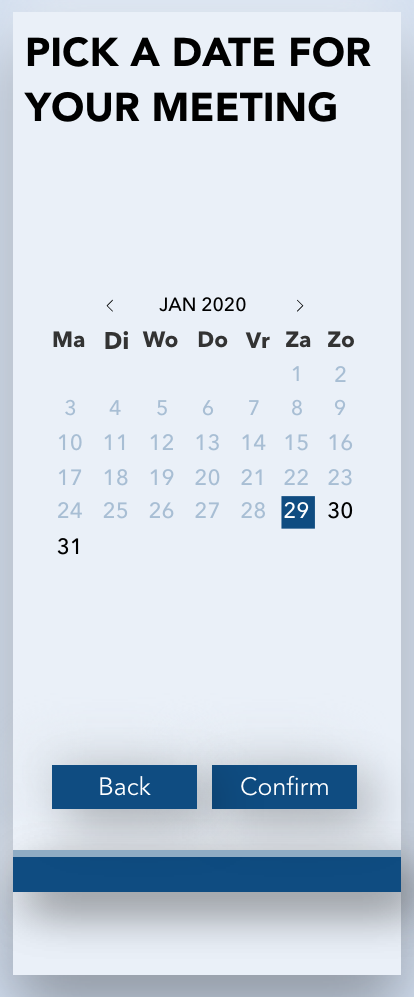 PICK A DATE FOR
YOUR MEETING
< JAN 2020 >
Ma Di Wo Do Vr Za Zo
1 2
3 4 5 6 7 8 9
10 11 12 13 14 15 16
17 18 19 20 21 22 23
24 25 26 27 28 29 30
31
Back Confirm